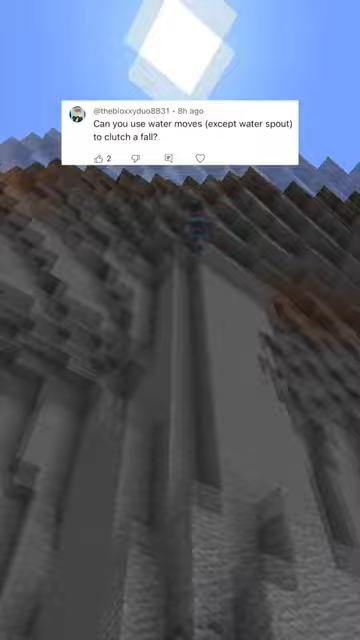 @thebloxxyduo8831 • 8h ago
Can you use water moves (except water spout)
to clutch a fall?
2